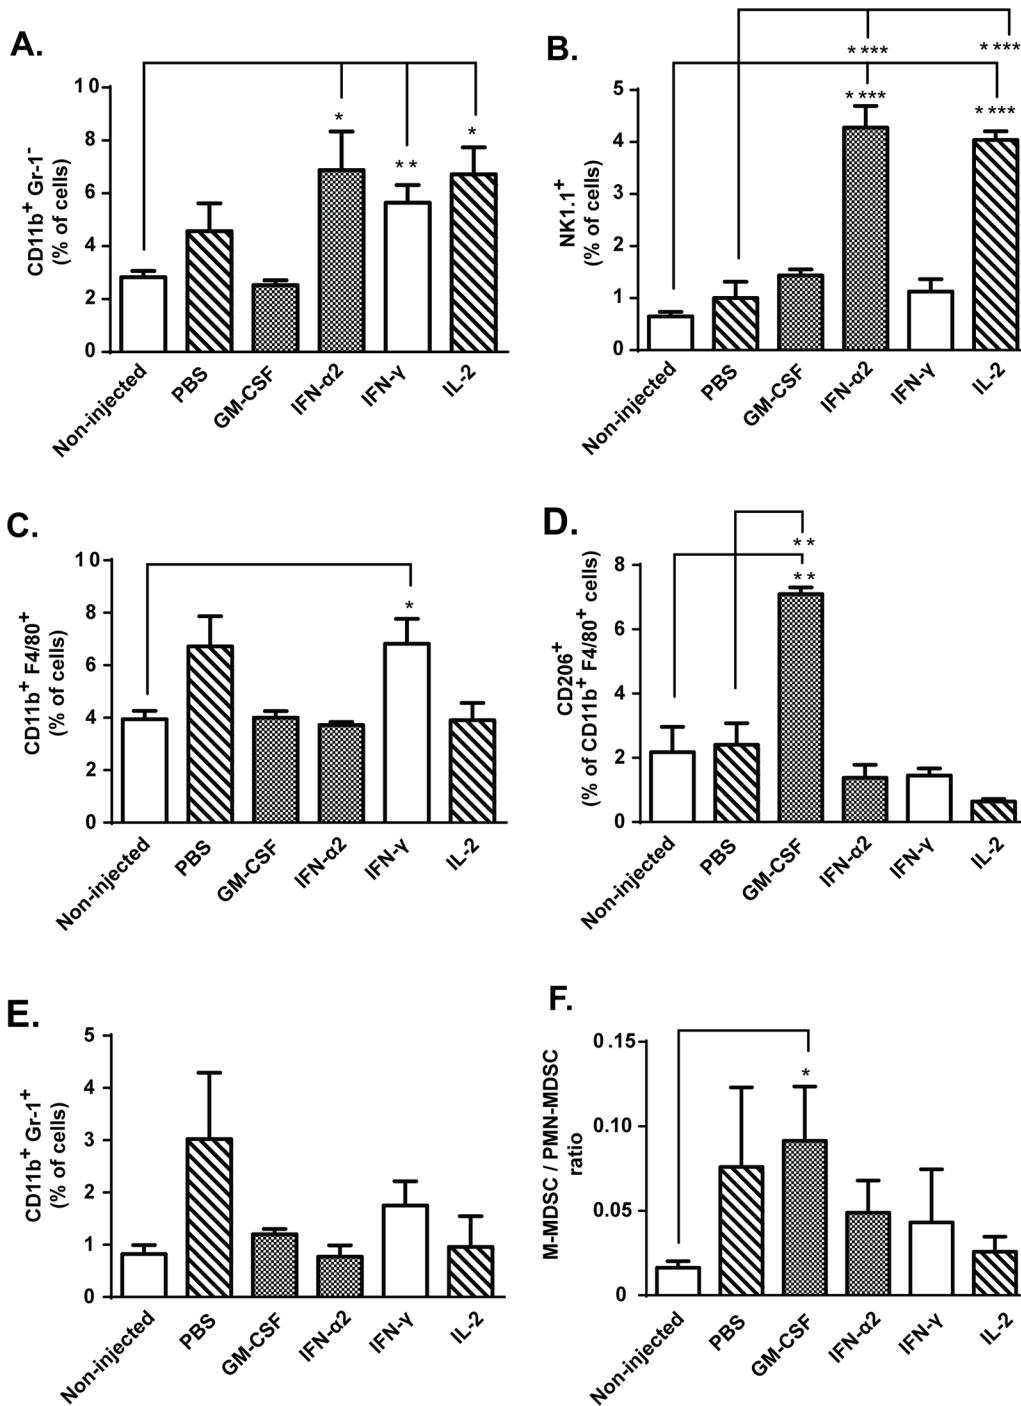 A.
CD11b+ Gr-1-
(% of cells)
10
8
6
4
2
0
*
**
*
Non-injected
PBS
GM-CSF
IFN-α2
IFN-γ
IL-2
B.
NK1.1+
(% of cells)
5
4
3
2
1
0
* ***
* ***
* ***
* ***
Non-injected
PBS
GM-CSF
IFN-α2
IFN-γ
IL-2
C.
CD11b+ F4/80+
(% of cells)
10
8
6
4
2
0
*
Non-injected
PBS
GM-CSF
IFN-α2
IFN-γ
IL-2
D.
CD206+
(% of CD11b+ F4/80+ cells)
8
6
4
2
0
**
**
Non-injected
PBS
GM-CSF
IFN-α2
IFN-γ
IL-2
E.
CD11b+ Gr-1+
(% of cells)
5
4
3
2
1
0
Non-injected
PBS
GM-CSF
IFN-α2
IFN-γ
IL-2
F.
M-MDSC / PMN-MDSC
ratio
0.15
0.10
0.05
0
*
Non-injected
PBS
GM-CSF
IFN-α2
IFN-γ
IL-2